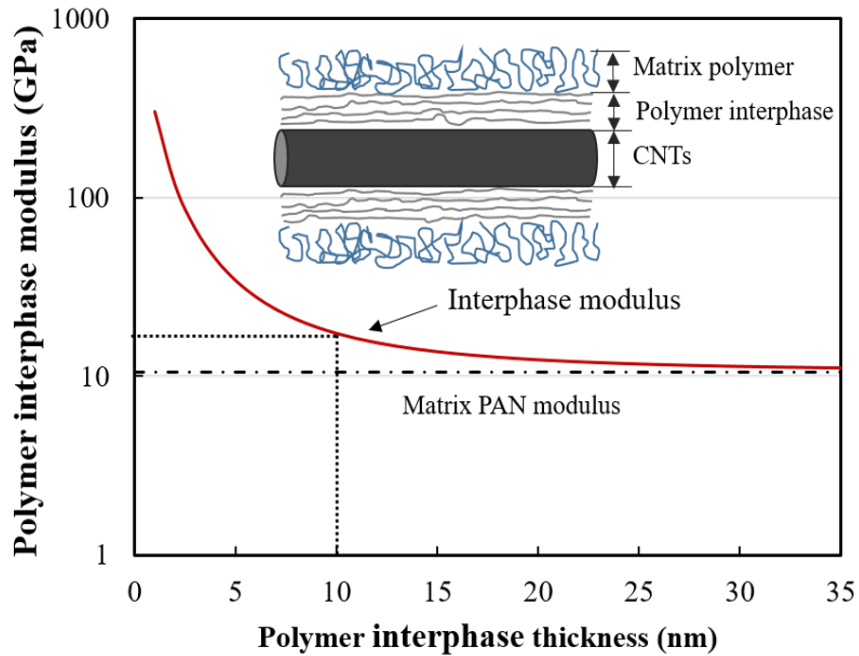 Polymer interphase modulus (GPa)
1000
100
10
1
Matrix polymer
Polymer interphase
CNTs
Interphase modulus
Matrix PAN modulus
0 5 10 15 20 25 30 35
Polymer interphase thickness (nm)